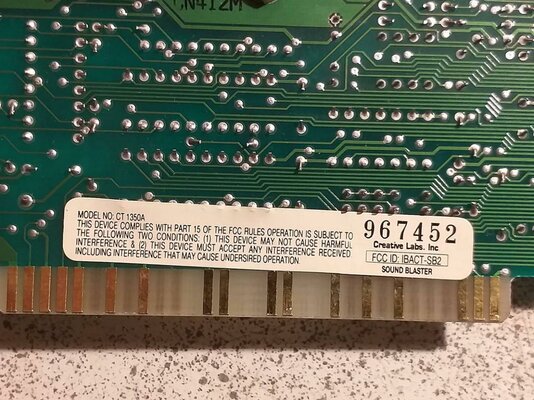 CN412M
MODEL NO: CT 1350A
THIS DEVICE COMPLIES WITH PART 15 OF THE FCC RULES OPERATION IS SUBJECT TO
THE FOLLOWING TWO CONDITIONS: (1) THIS DEVICE MAY NOT CAUSE HARMFUL
INTERFERENCE & (2) THIS DEVICE MUST ACCEPT ANY INTERFERENCE RECEIVED
INCLUDING INTERFERENCE THAT MAY CAUSE UNDERSIRED OPERATION
967452
Creative Labs. Inc
FCC ID: IBACT-SB2
SOUND BLASTER